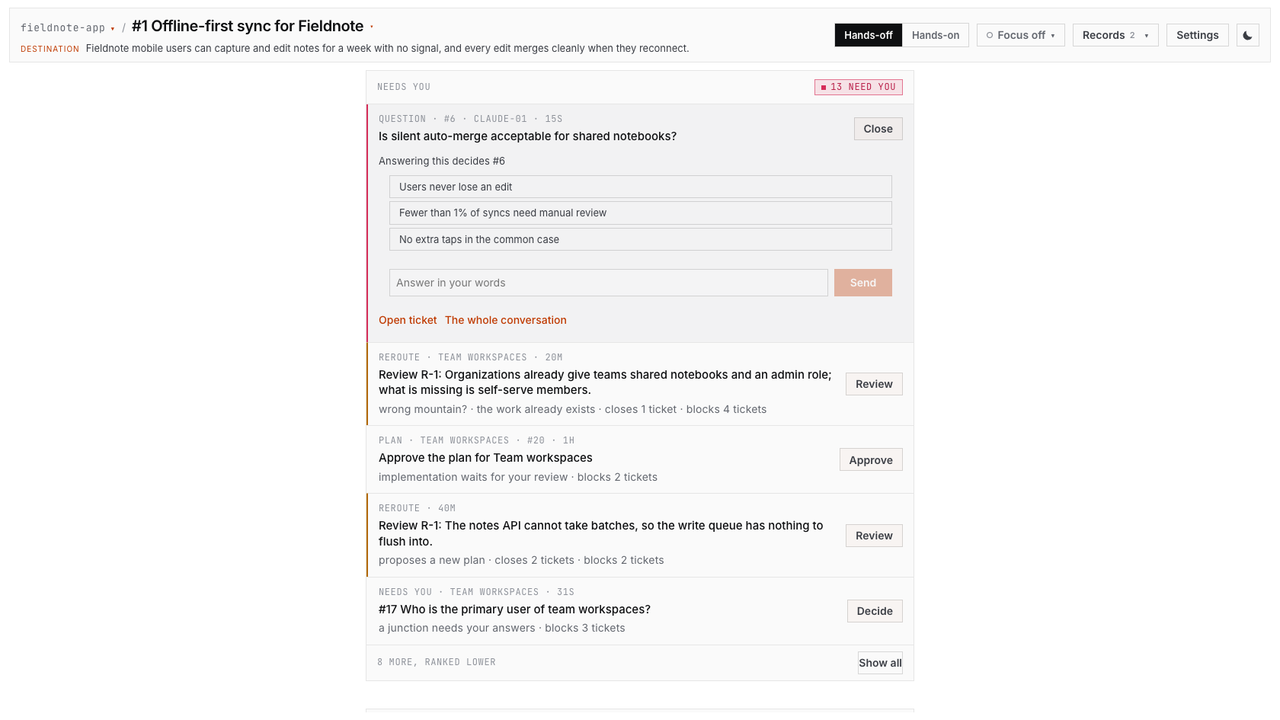 fieldnote-app ▾ / #1 Offline-first sync for Fieldnote ·
DESTINATION Fieldnote mobile users can capture and edit notes for a week with no signal, and every edit merges cleanly when they reconnect.
Hands-off Hands-on Focus off ▾ Records 2 ▾ Settings
NEEDS YOU
13 NEED YOU
QUESTION · #6 · CLAUDE-01 · 15S
Is silent auto-merge acceptable for shared notebooks?
Close
Answering this decides #6
Users never lose an edit
Fewer than 1% of syncs need manual review
No extra taps in the common case
Answer in your words
Send
Open ticket The whole conversation
REROUTE · TEAM WORKSPACES · 20M
Review R-1: Organizations already give teams shared notebooks and an admin role;
what is missing is self-serve members.
Review
wrong mountain? · the work already exists · closes 1 ticket · blocks 4 tickets
PLAN · TEAM WORKSPACES · #20 · 1H
Approve the plan for Team workspaces
Approve
implementation waits for your review · blocks 2 tickets
REROUTE · 40M
Review R-1: The notes API cannot take batches, so the write queue has nothing to
flush into.
Review
proposes a new plan · closes 2 tickets · blocks 2 tickets
NEEDS YOU · TEAM WORKSPACES · 31S
#17 Who is the primary user of team workspaces?
Decide
a junction needs your answers · blocks 3 tickets
8 MORE, RANKED LOWER
Show all